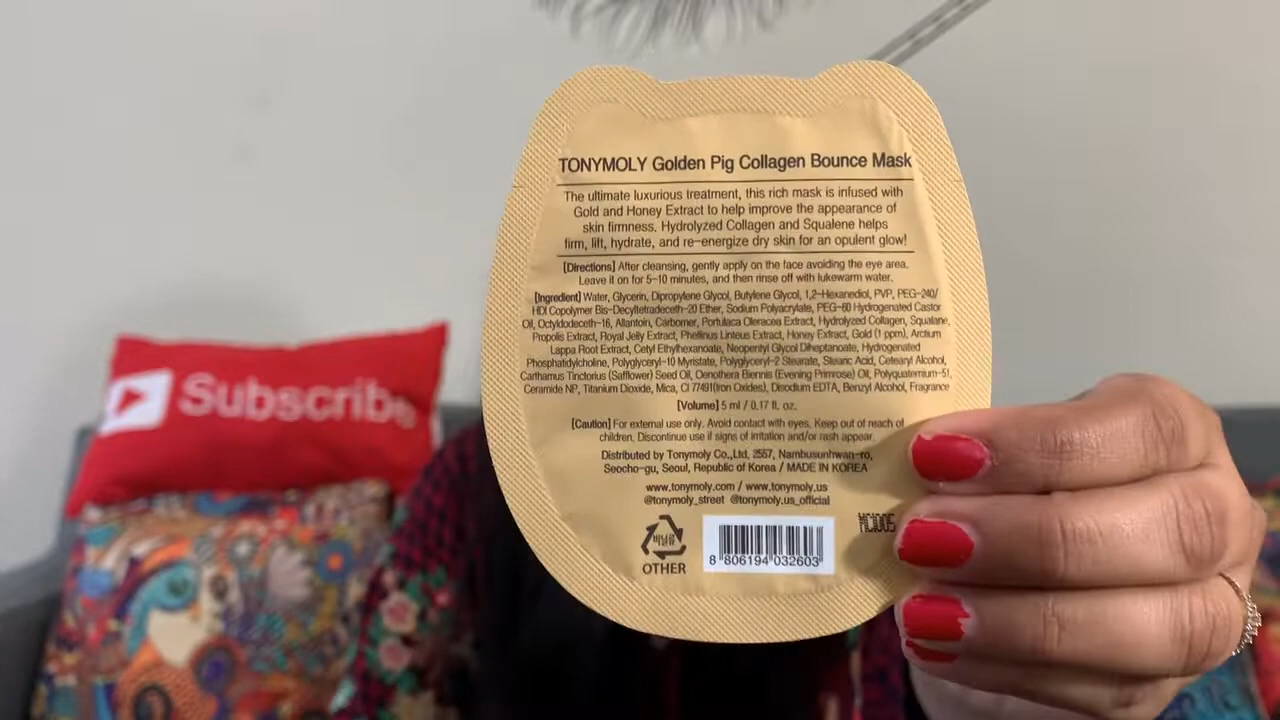 TONYMOLY Golden Pig Collagen Bounce Mask
The ultimate luxurious treatment, this rich mask is infused with
Gold and Honey Extract to help improve the appearance of
skin firmness. Hydrolyzed Collagen and Squalene helps
firm, lift, hydrate, and re-energize dry skin for an opulent glow!
[Directions] After cleansing, gently apply on the face avoiding the eye area.
Leave it on for 5-10 minutes, and then rinse off with lukewarm water.
[Ingredient] Water, Glycerin, Dipropylene Glycol, Butylene Glycol, 1,2-Hexanediol, PVP, PEG-240/
HDI Copolymer Bis-Decyltetradeceth-20 Ether, Sodium Polyacrylate, PEG-60 Hydrogenated Castor
Oil, Octyldodeceth-16, Allantoin, Carbomer, Portulaca Oleracea Extract, Hydrolyzed Collagen, Squalane,
Propolis Extract, Royal Jelly Extract, Phellinus Linteus Extract, Honey Extract, Gold (1 ppm), Arctium
Lappa Root Extract, Cetyl Ethylhexanoate, Neopentyl Glycol Diheptanoate, Hydrogenated
Phosphatidylcholine, Polyglyceryl-10 Myristate, Polyglyceryl-2 Stearate, Stearic Acid, Cetearyl Alcohol,
Carthamus Tinctorius (Safflower) Seed Oil, Oenothera Biennis (Evening Primrose) Oil, Polyquaternium-51,
Ceramide NP, Titanium Dioxide, Mica, CI 77491(Iron Oxides), Disodium EDTA, Benzyl Alcohol, Fragrance
[Volume] 5 ml / 0.17 fl. oz.
[Caution] For external use only. Avoid contact with eyes. Keep out of reach of
children. Discontinue use if signs of irritation and/or rash appear.
Distributed by Tonymoly Co.,Ltd, 2557, Nambusunhwan-ro,
Seocho-gu, Seoul, Republic of Korea / MADE IN KOREA
www.tonymoly.com / www.tonymoly.us
@tonymoly_street @tonymoly.us_official
비닐류
OTHER
8 806194 032603
MCI005
Subscribe